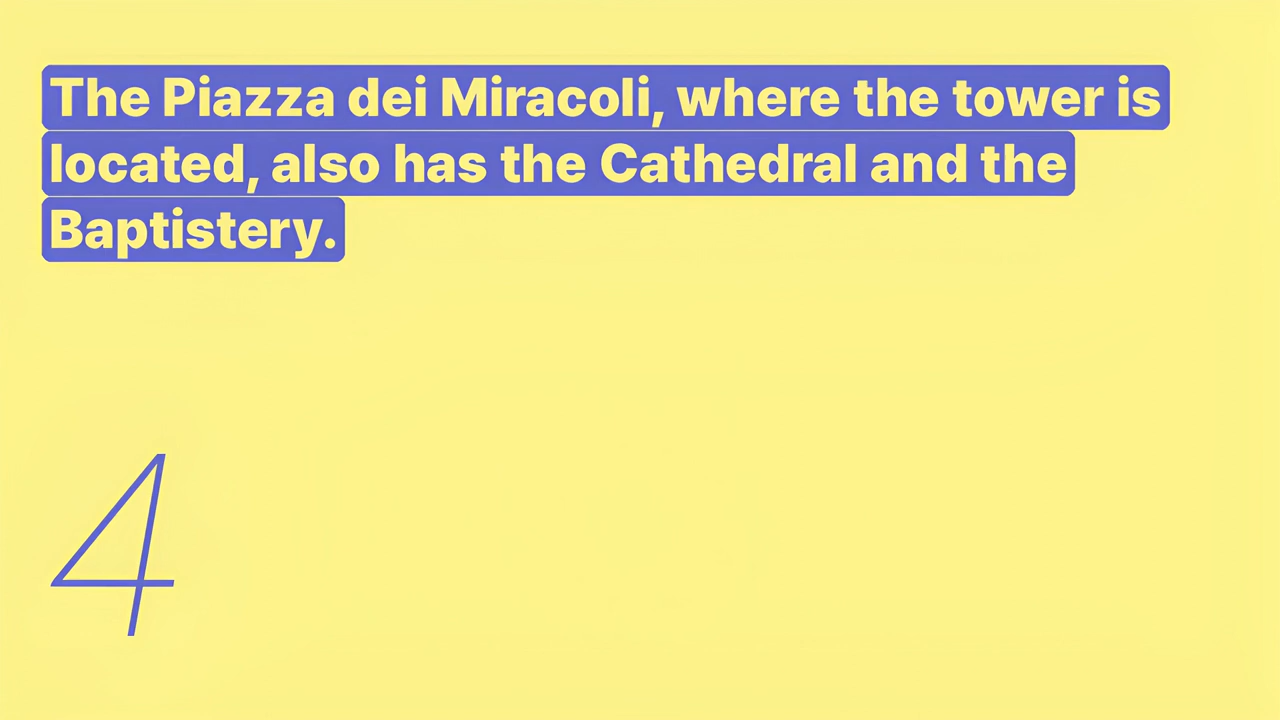 The Piazza dei Miracoli, where the tower is
located, also has the Cathedral and the
Baptistery.
4